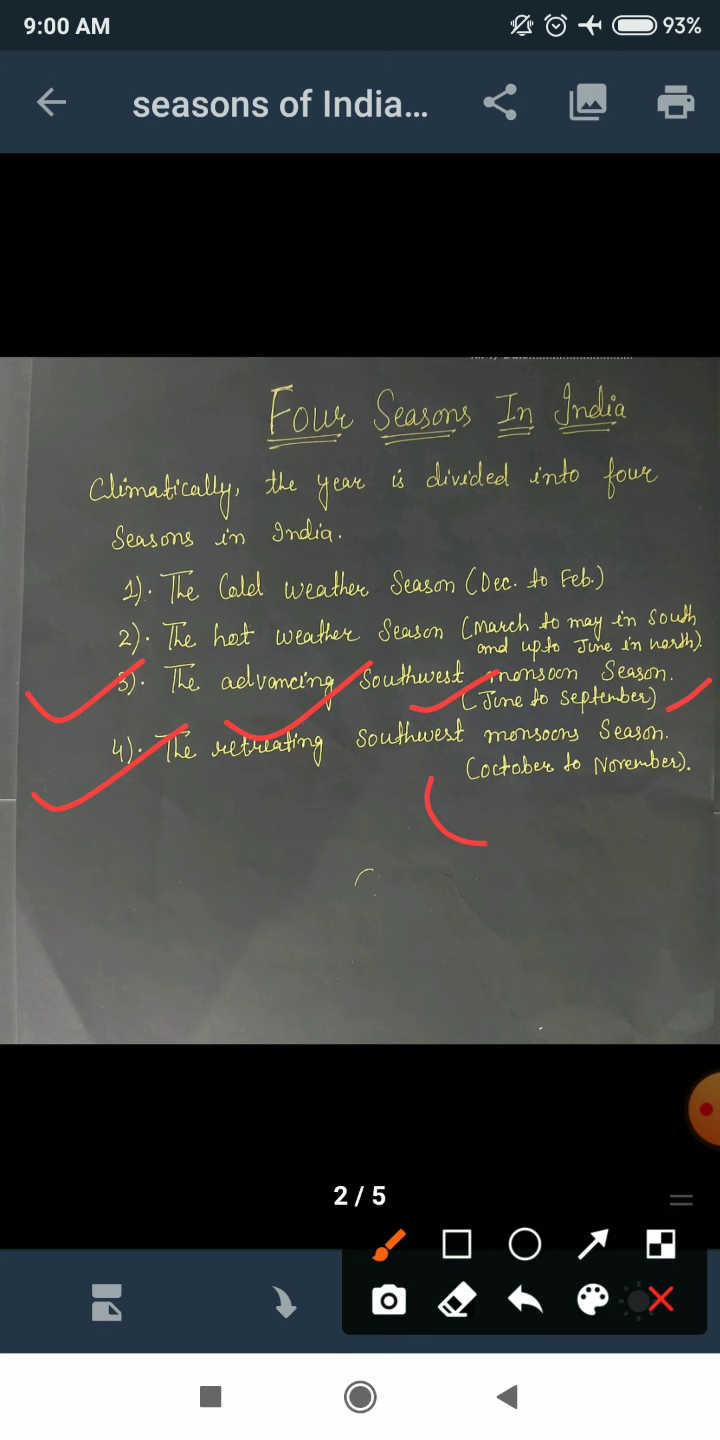 9:00 AM
93%
seasons of India...
Four Seasons In India
Climatically, the year is divided into four
Seasons in India.
1). The Cold weather Season (Dec. to Feb.)
2). The hot weather Season (March to may in South
and upto June in north).
3). The advancing Southwest monsoon Season.
(June to September)
4). The retreating Southwest monsoons Season.
(october to November).
2 / 5